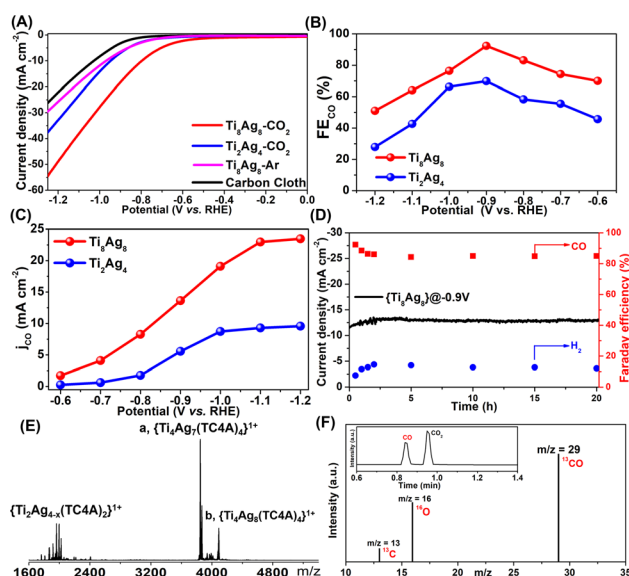 (A)
0
-10
-20
-30
-40
-50
-60
Current density (mA cm⁻²)
Ti₈Ag₈-CO₂
Ti₂Ag₄-CO₂
Ti₈Ag₈-Ar
Carbon Cloth
-1.2 -1.0 -0.8 -0.6 -0.4 -0.2 0.0
Potential (V vs. RHE)
(B)
100
80
60
40
20
0
FE_CO (%)
Ti₈Ag₈
Ti₂Ag₄
-1.2 -1.1 -1.0 -0.9 -0.8 -0.7 -0.6
Potential (V vs. RHE)
(C)
25
20
15
10
5
0
j_CO (mA cm⁻²)
Ti₈Ag₈
Ti₂Ag₄
-0.6 -0.7 -0.8 -0.9 -1.0 -1.1 -1.2
Potential (V vs. RHE)
(D)
-30
-25
-20
-15
-10
-5
0
Current density (mA cm⁻²)
CO
{Ti₈Ag₈}@-0.9V
H₂
100
80
60
40
20
0
Faraday efficiency (%)
0 5 10 15 20
Time (h)
(E)
a, {Ti₄Ag₇(TC4A)₄}¹⁺
{Ti₂Ag₄₋ₓ(TC4A)₂}¹⁺
b, {Ti₄Ag₈(TC4A)₄}¹⁺
1600 2400 3200 4000 4800 m/z
(F)
Intensity (a.u.)
Intensity (a.u.)
CO
CO₂
0.6 0.8 1.0 1.2 1.4
Time (min)
m/z = 29
¹³CO
m/z = 16
¹⁶O
m/z = 13
¹³C
10 15 20 m/z 25 30 35